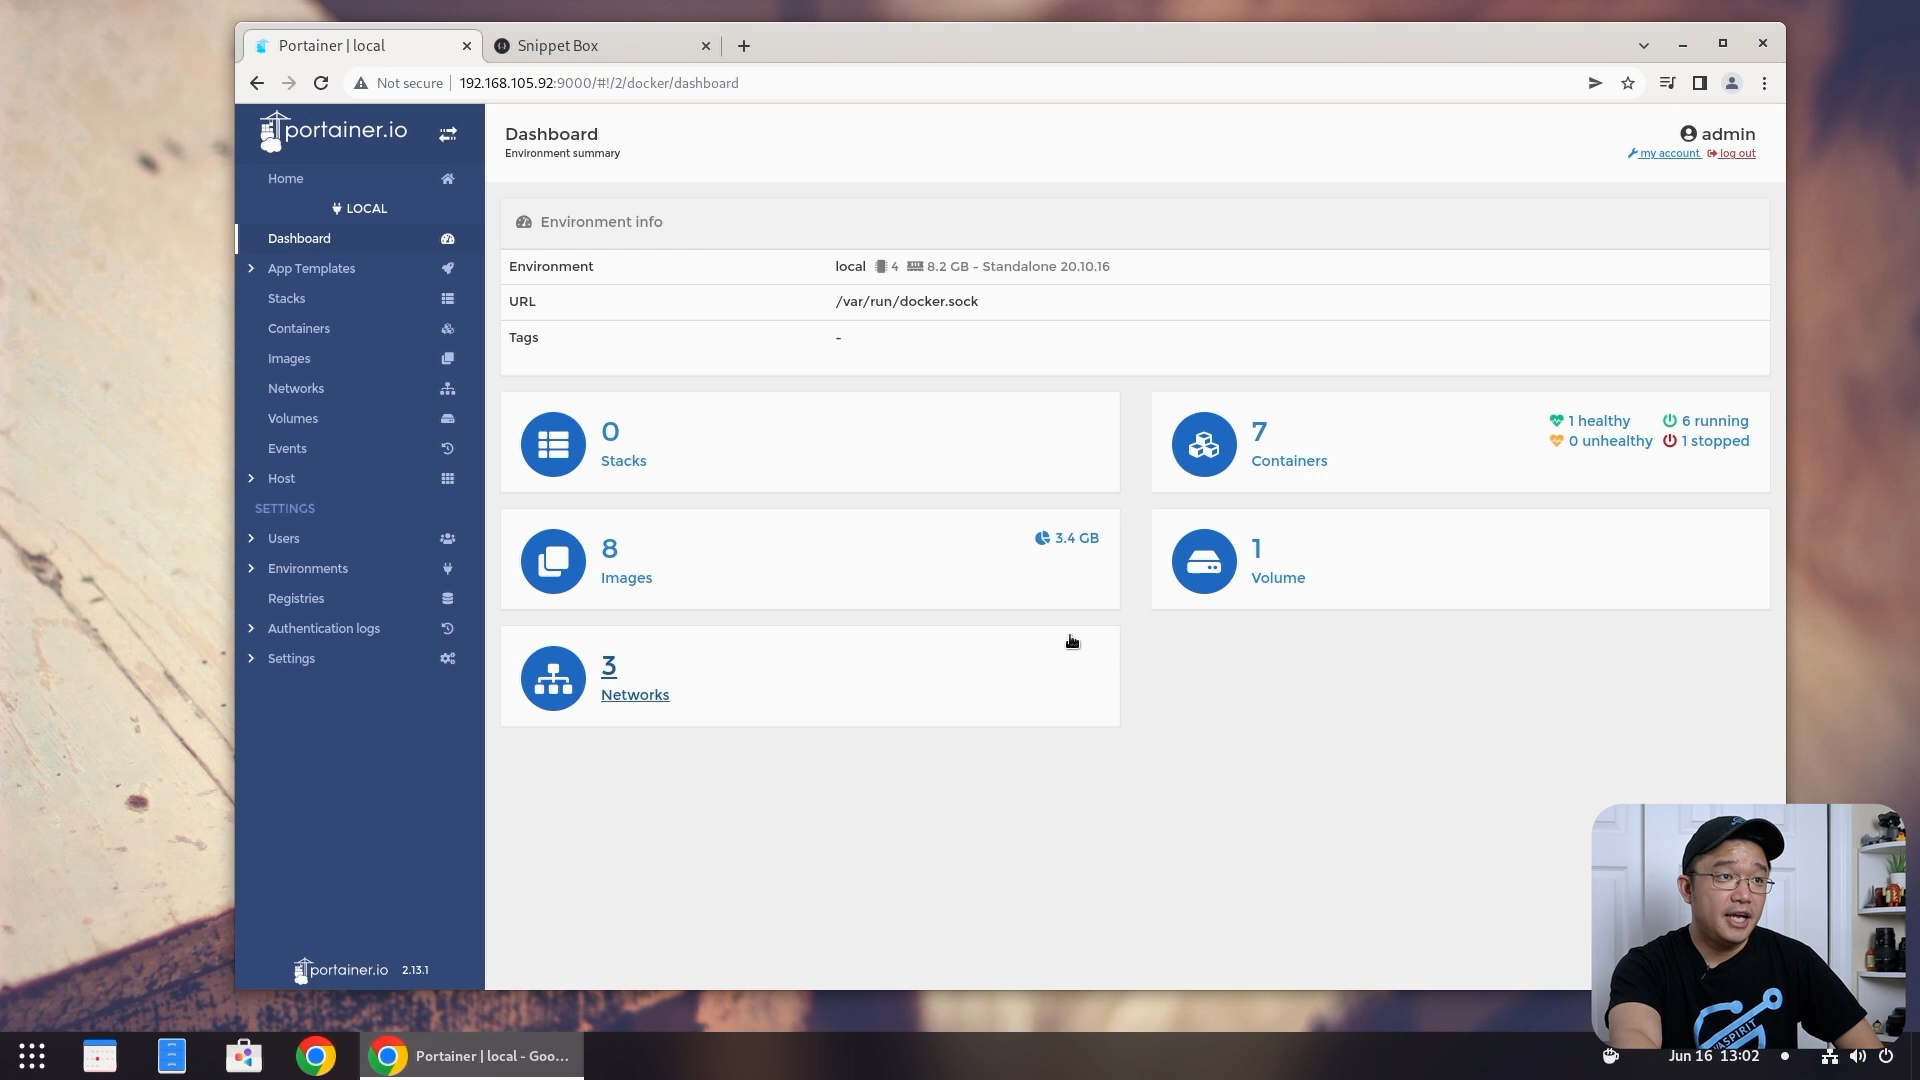 Portainer | local
Snippet Box
Not secure
192.168.105.92:9000/#!/2/docker/dashboard
portainer.io
Home
LOCAL
Dashboard
App Templates
Stacks
Containers
Images
Networks
Volumes
Events
Host
SETTINGS
Users
Environments
Registries
Authentication logs
Settings
portainer.io 2.13.1
Dashboard
Environment summary
admin
my account log out
Environment info
Environment local 4 8.2 GB - Standalone 20.10.16
URL /var/run/docker.sock
Tags -
0
Stacks
7
Containers
1 healthy 6 running
0 unhealthy 1 stopped
8
Images
3.4 GB
1
Volume
3
Networks
Portainer | local - Goo...
Jun 16 13:02